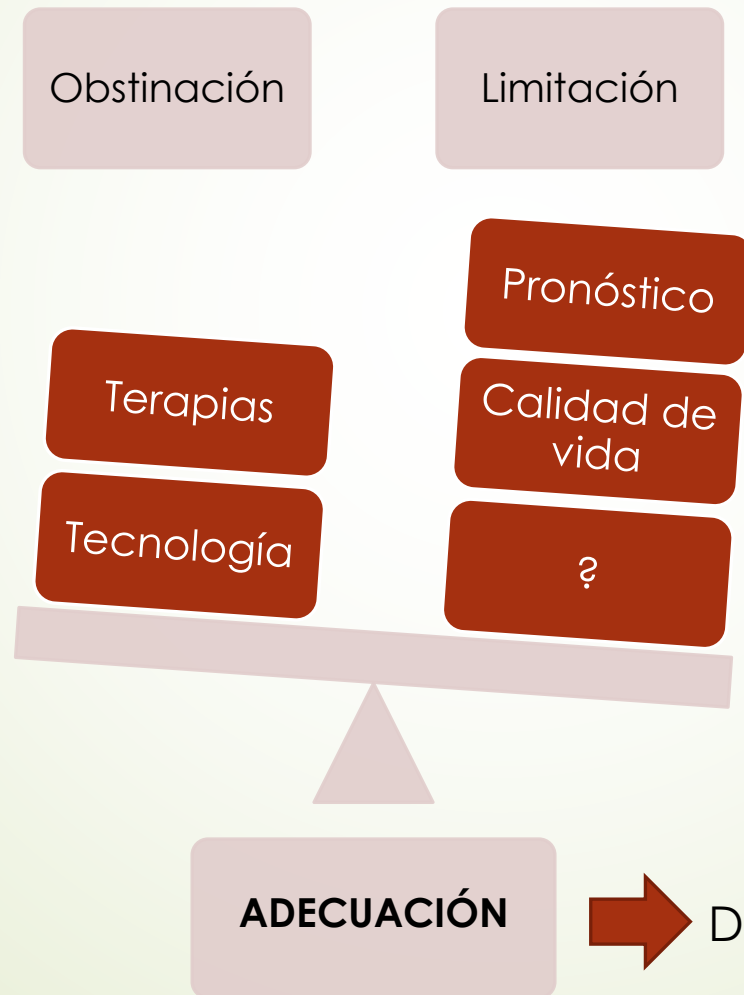 Obstinación
Limitación
Pronóstico
Terapias
Calidad de
vida
Tecnología
?
ADECUACIÓN
D